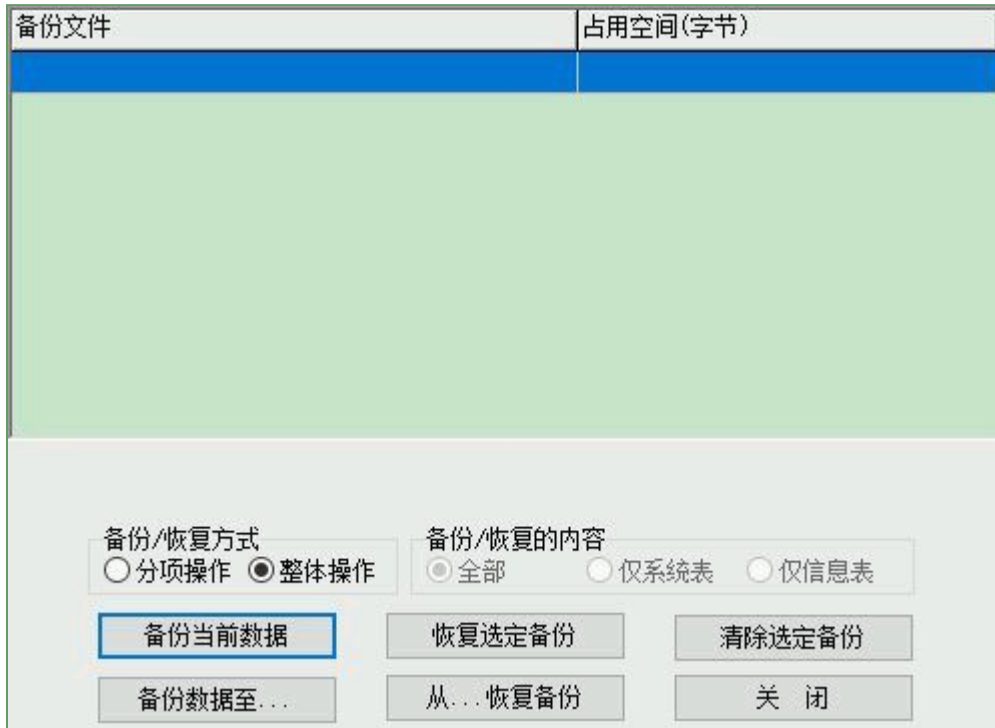 备份文件 占用空间(字节)
备份/恢复方式 备份/恢复的内容
分项操作 整体操作 全部 仅系统表 仅信息表
备份当前数据 恢复选定备份 清除选定备份
备份数据至... 从...恢复备份 关 闭